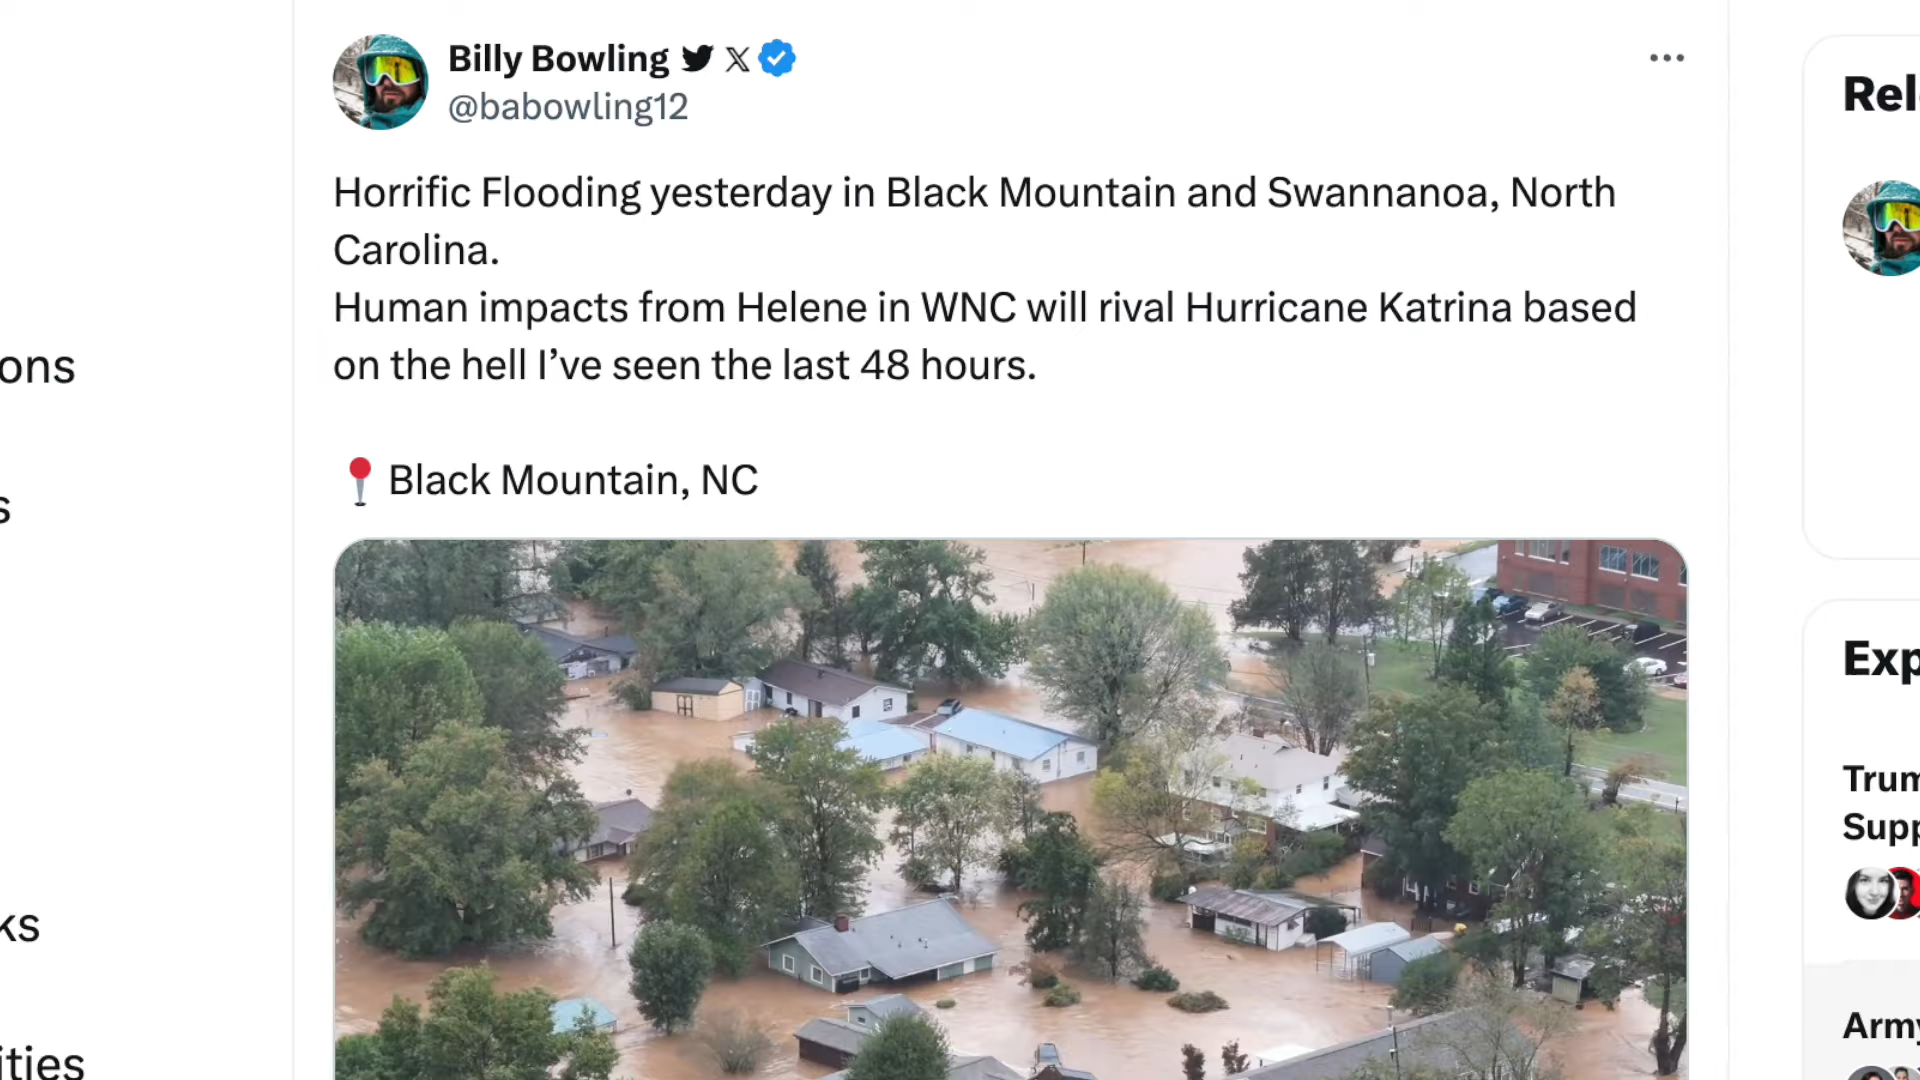 Billy Bowling
@babowling12
Horrific Flooding yesterday in Black Mountain and Swannanoa, North
Carolina.
Human impacts from Helene in WNC will rival Hurricane Katrina based
on the hell I’ve seen the last 48 hours.
📍Black Mountain, NC
ons
s
ks
ities
Rel
Exp
Trum
Supp
Army